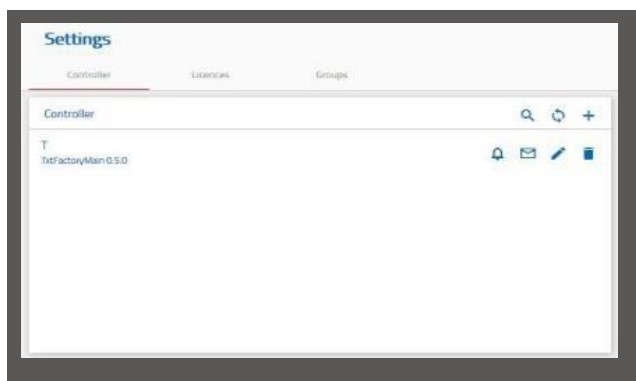 Settings
Controller Licences Groups
Controller
T
TxtFactoryMain 0.5.0